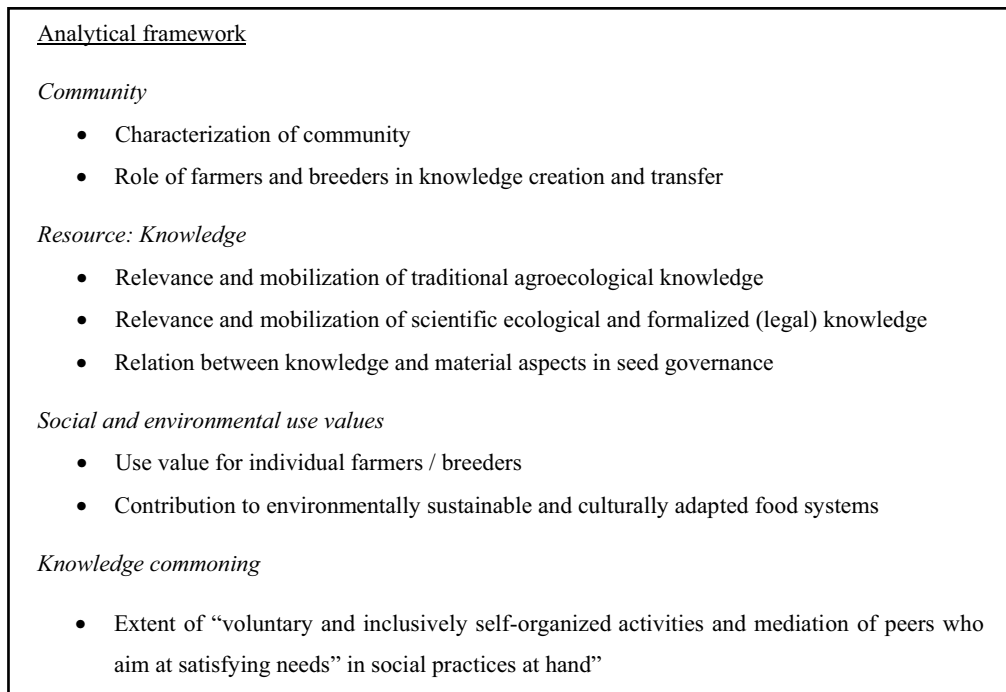 Analytical framework
Community
• Characterization of community
• Role of farmers and breeders in knowledge creation and transfer
Resource: Knowledge
• Relevance and mobilization of traditional agroecological knowledge
• Relevance and mobilization of scientific ecological and formalized (legal) knowledge
• Relation between knowledge and material aspects in seed governance
Social and environmental use values
• Use value for individual farmers / breeders
• Contribution to environmentally sustainable and culturally adapted food systems
Knowledge commoning
• Extent of “voluntary and inclusively self-organized activities and mediation of peers who
aim at satisfying needs” in social practices at hand”